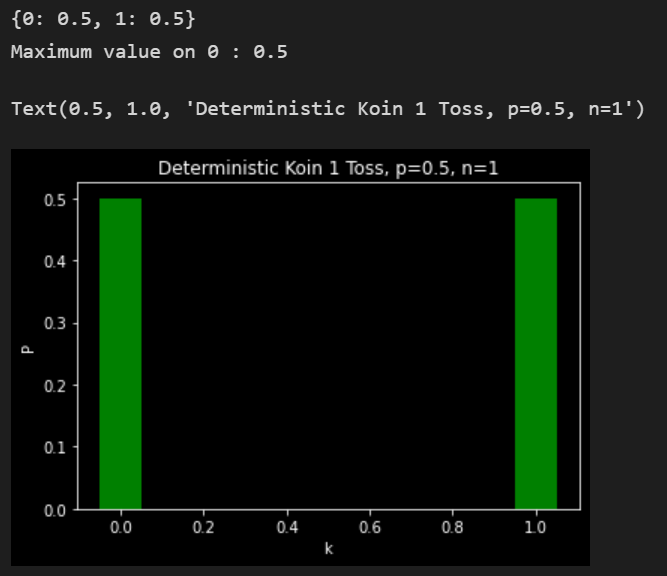 {0: 0.5, 1: 0.5}
Maximum value on 0 : 0.5
Text(0.5, 1.0, 'Deterministic Koin 1 Toss, p=0.5, n=1')
Deterministic Koin 1 Toss, p=0.5, n=1
0.5
0.4
0.3
P
0.2
0.1
0.0
0.0 0.2 0.4 0.6 0.8 1.0
k